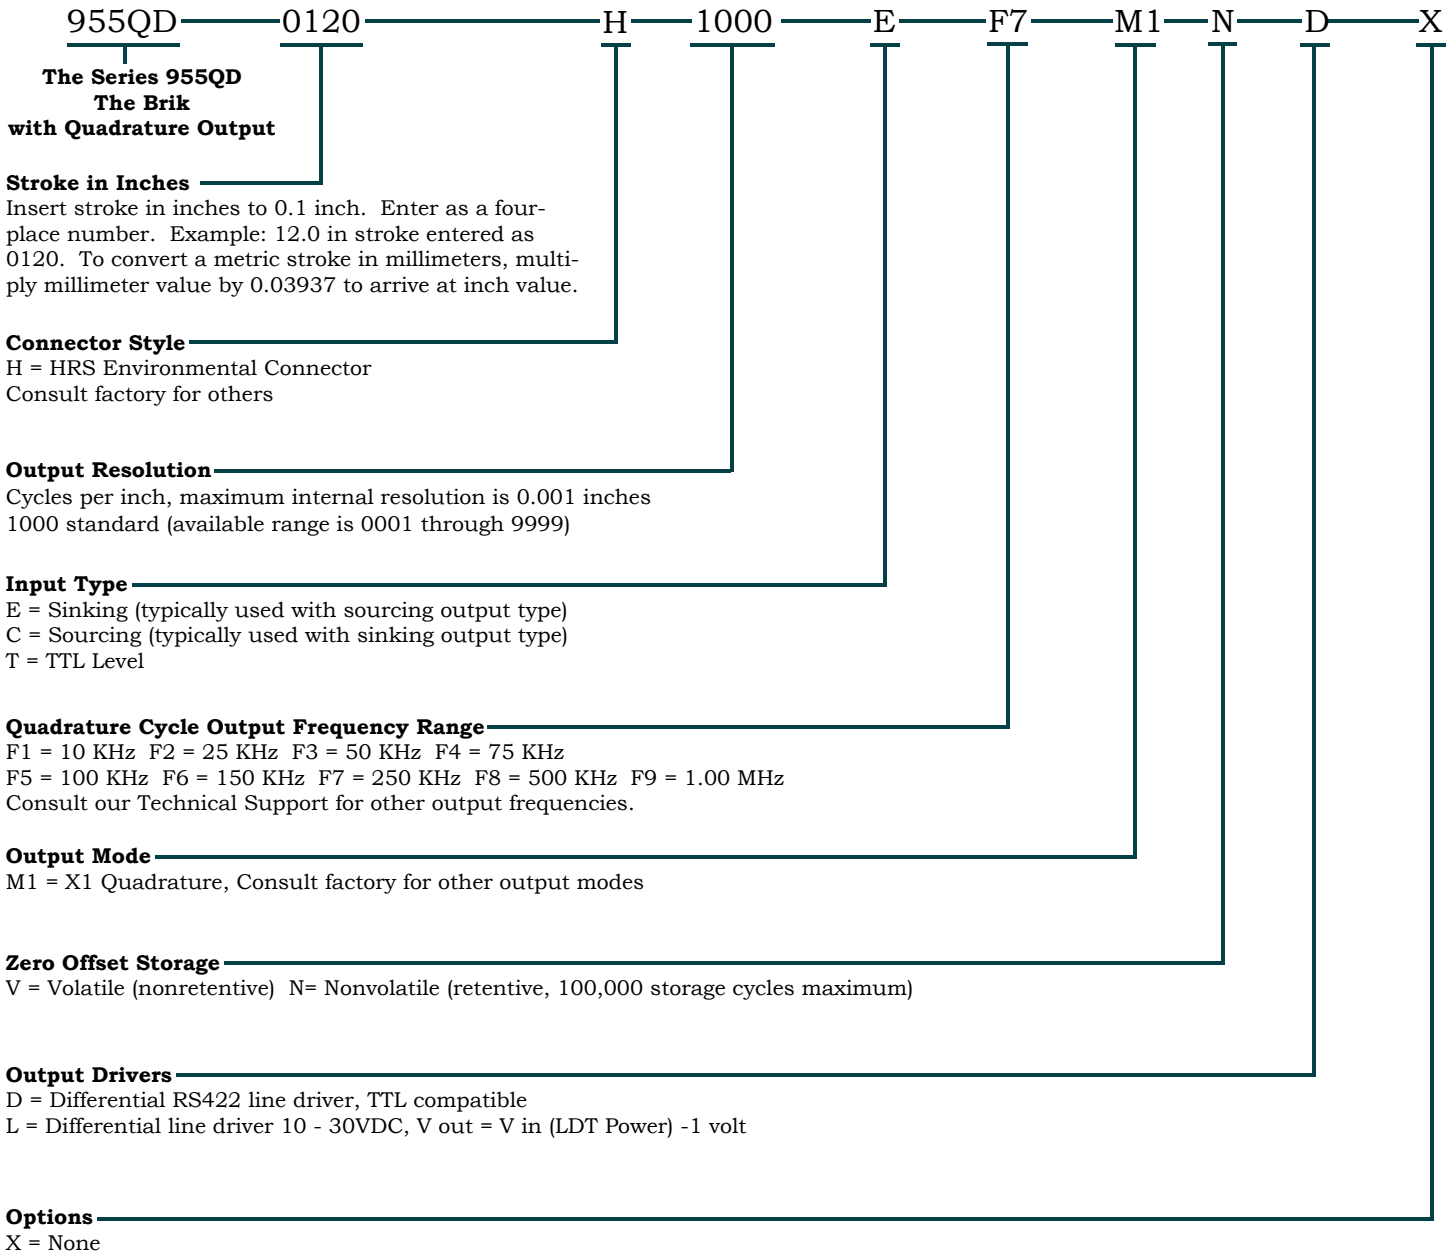 955QD 0120 H 1000 E F7 M1 N D X
The Series 955QD
The Brik
with Quadrature Output
Stroke in Inches
Insert stroke in inches to 0.1 inch. Enter as a four-
place number. Example: 12.0 in stroke entered as
0120. To convert a metric stroke in millimeters, multi-
ply millimeter value by 0.03937 to arrive at inch value.
Connector Style
H = HRS Environmental Connector
Consult factory for others
Output Resolution
Cycles per inch, maximum internal resolution is 0.001 inches
1000 standard (available range is 0001 through 9999)
Input Type
E = Sinking (typically used with sourcing output type)
C = Sourcing (typically used with sinking output type)
T = TTL Level
Quadrature Cycle Output Frequency Range
F1 = 10 KHz F2 = 25 KHz F3 = 50 KHz F4 = 75 KHz
F5 = 100 KHz F6 = 150 KHz F7 = 250 KHz F8 = 500 KHz F9 = 1.00 MHz
Consult our Technical Support for other output frequencies.
Output Mode
M1 = X1 Quadrature, Consult factory for other output modes
Zero Offset Storage
V = Volatile (nonretentive) N= Nonvolatile (retentive, 100,000 storage cycles maximum)
Output Drivers
D = Differential RS422 line driver, TTL compatible
L = Differential line driver 10 - 30VDC, V out = V in (LDT Power) -1 volt
Options
X = None